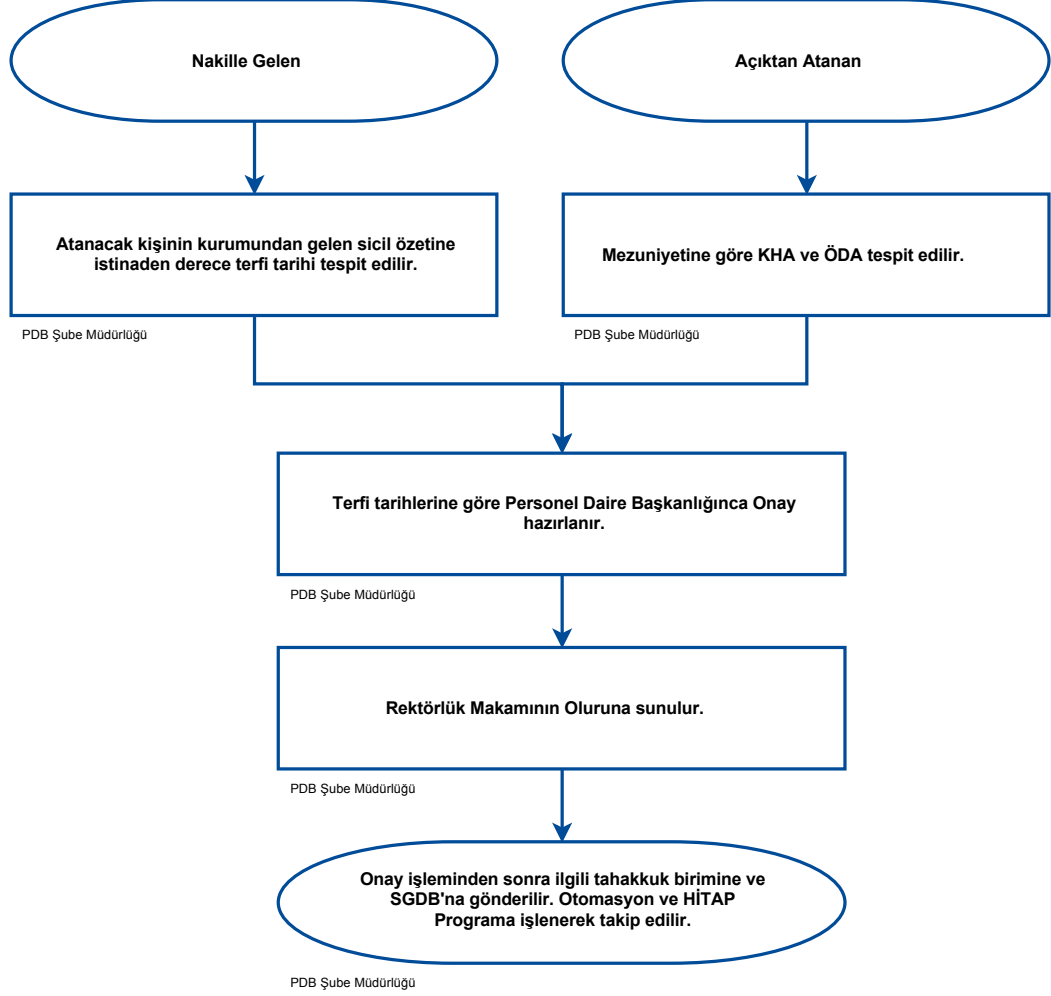 Nakille Gelen
Açıktan Atanan
Atanacak kişinin kurumundan gelen sicil özetine
istinaden derece terfi tarihi tespit edilir.
Mezuniyetine göre KHA ve ÖDA tespit edilir.
PDB Şube Müdürlüğü
PDB Şube Müdürlüğü
Terfi tarihlerine göre Personel Daire Başkanlığınca Onay
hazırlanır.
PDB Şube Müdürlüğü
Rektörlük Makamının Oluruna sunulur.
PDB Şube Müdürlüğü
Onay işleminden sonra ilgili tahakkuk birimine ve
SGDB'na gönderilir. Otomasyon ve HİTAP
Programa işlenerek takip edilir.
PDB Şube Müdürlüğü